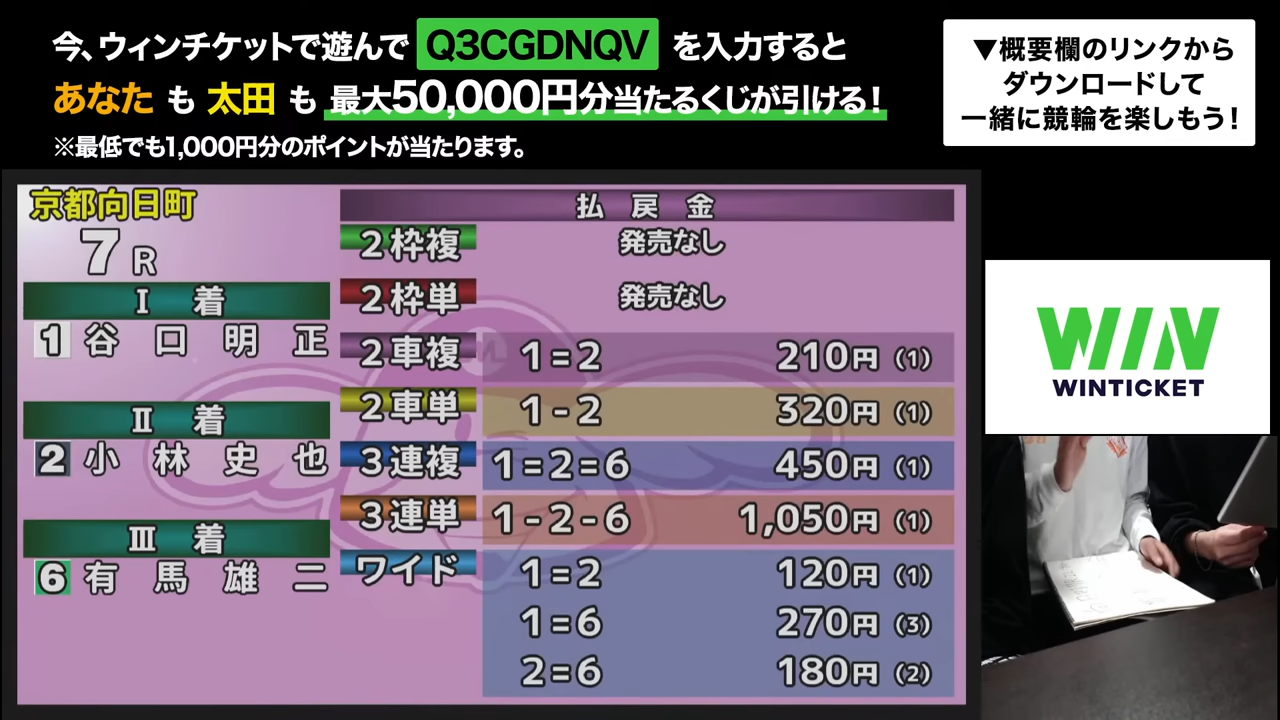 今、ウィンチケットで遊んで Q3CGDNQV を入力すると
あなた も 太田 も 最大50,000円分当たるくじが引ける！
※最低でも1,000円分のポイントが当たります。
▼概要欄のリンクから
ダウンロードして
一緒に競輪を楽しもう！
京都向日町
7R
Ⅰ 着
1 谷口明正
Ⅱ 着
2 小林史也
Ⅲ 着
6 有馬雄二
払戻金
2枠複 発売なし
2枠単 発売なし
2車複 1=2 210円 (1)
2車単 1-2 320円 (1)
3連複 1=2=6 450円 (1)
3連単 1-2-6 1,050円 (1)
ワイド 1=2 120円 (1)
1=6 270円 (3)
2=6 180円 (2)
WIN
WINTICKET